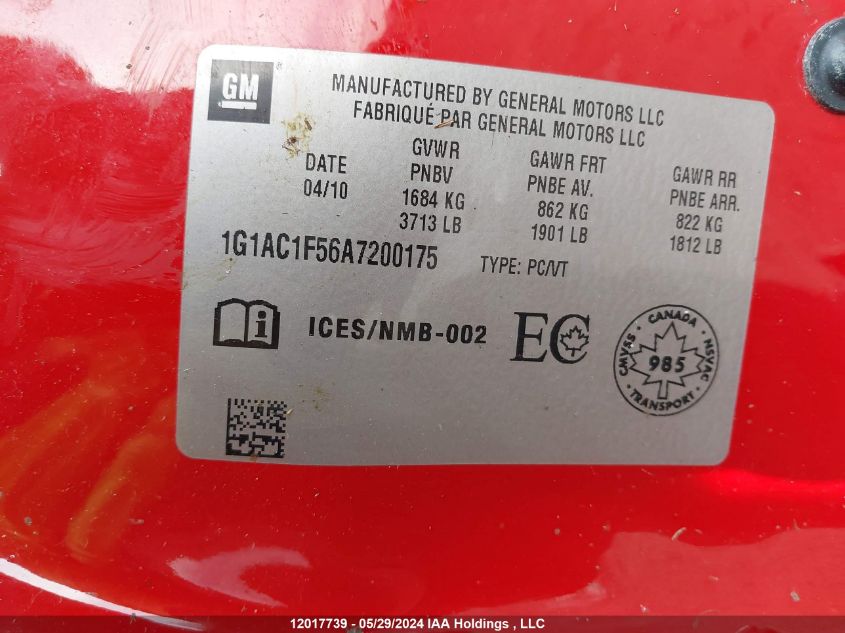 GM
MANUFACTURED BY GENERAL MOTORS LLC
FABRIQUÉ PAR GENERAL MOTORS LLC
DATE
04/10
GVWR
PNBV
1684 KG
3713 LB
GAWR FRT
PNBE AV.
862 KG
1901 LB
GAWR RR
PNBE ARR.
822 KG
1812 LB
1G1AC1F56A7200175
TYPE: PC/VT
i
ICES/NMB-002
EC
CANADA
CMVSS
NSVAC
985
TRANSPORT
12017739 - 05/29/2024 IAA Holdings , LLC